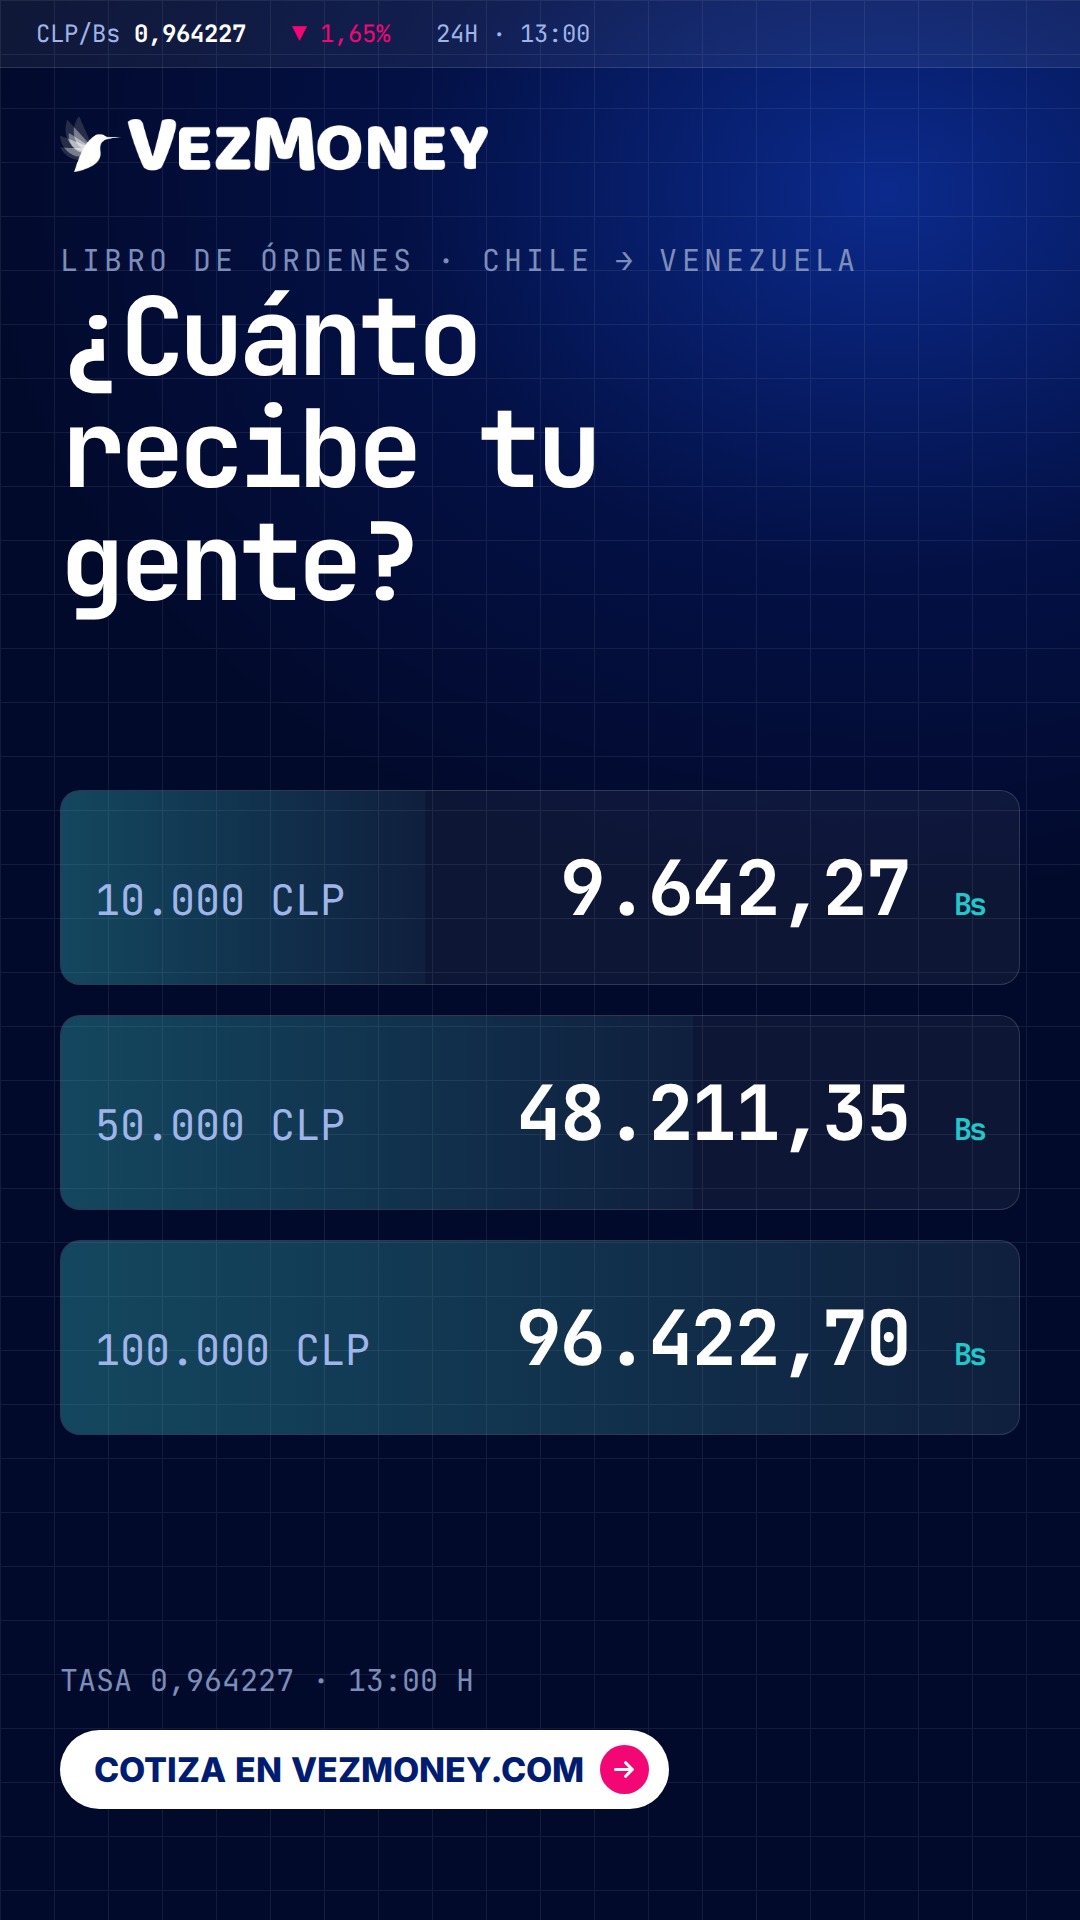 CLP/Bs 0,964227 ▼ 1,65% 24H · 13:00
VEZMONEY
LIBRO DE ÓRDENES · CHILE → VENEZUELA
¿Cuánto
recibe tu
gente?
10.000 CLP 9.642,27 Bs
50.000 CLP 48.211,35 Bs
100.000 CLP 96.422,70 Bs
TASA 0,964227 · 13:00 H
COTIZA EN VEZMONEY.COM →